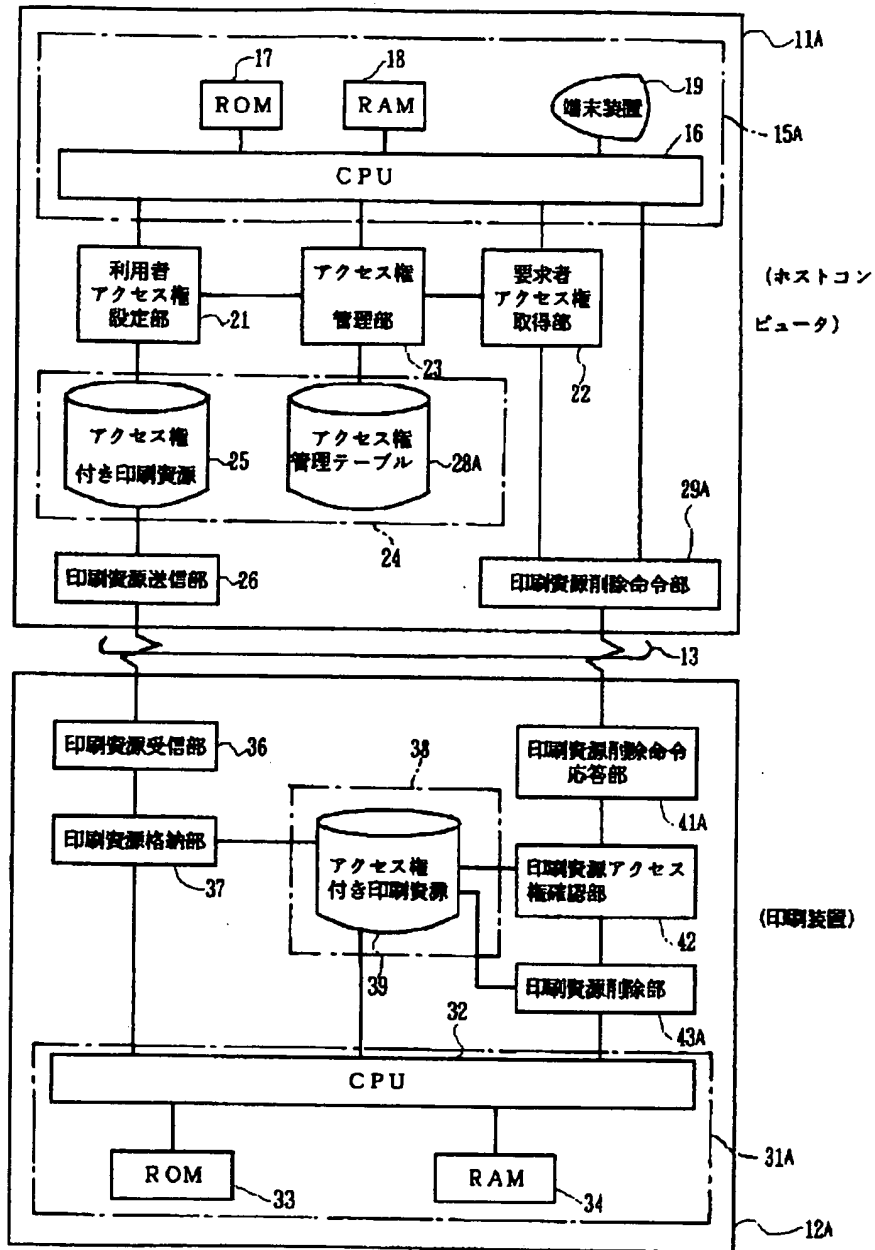 11A
17
18
19
ROM
RAM
端末装置
16
15A
CPU
利用者
アクセス権
設定部
21
アクセス権
管理部
23
要求者
アクセス権
取得部
22
(ホストコン
ピュータ)
アクセス権
付き印刷資源
25
アクセス権
管理テーブル
28A
24
29A
印刷資源送信部
26
印刷資源削除命令部
13
印刷資源受信部
36
38
印刷資源削除命令
応答部
41A
印刷資源格納部
37
アクセス権
付き印刷資源
39
印刷資源アクセス
権確認部
42
(印刷装置)
印刷資源削除部
43A
32
CPU
31A
ROM
33
RAM
34
12A